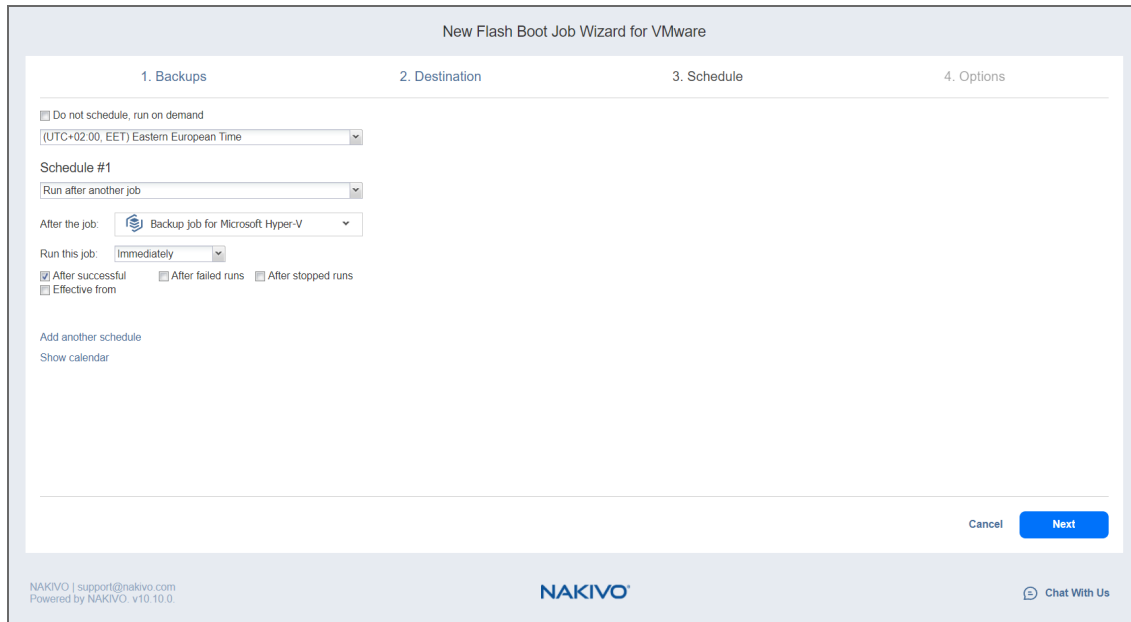 New Flash Boot Job Wizard for VMware
1. Backups 2. Destination 3. Schedule 4. Options
Do not schedule, run on demand
(UTC+02:00, EET) Eastern European Time
Schedule #1
Run after another job
After the job: Backup job for Microsoft Hyper-V
Run this job: Immediately
After successful After failed runs After stopped runs
Effective from
Add another schedule
Show calendar
Cancel Next
NAKIVO | support@nakivo.com
Powered by NAKIVO. v10.10.0.
NAKIVO®
Chat With Us